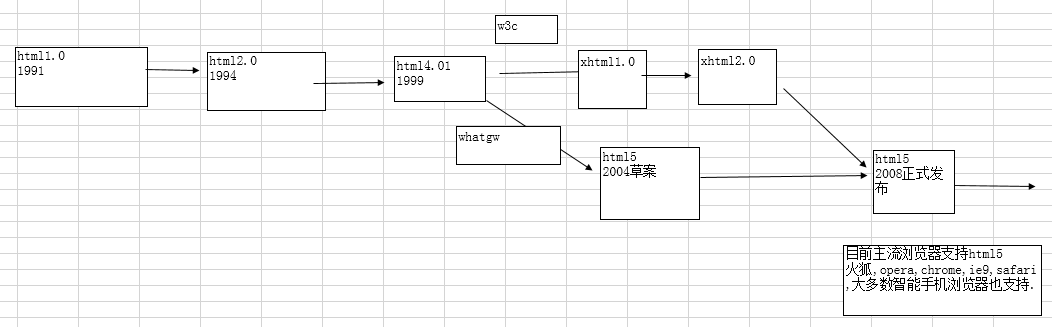 w3c
html1.0
1991
html2.0
1994
html4.01
1999
xhtml1.0
xhtml2.0
whatgw
html5
2004草案
html5
2008正式发
布
目前主流浏览器支持html5
火狐,opera,chrome,ie9,safari
,大多数智能手机浏览器也支持.